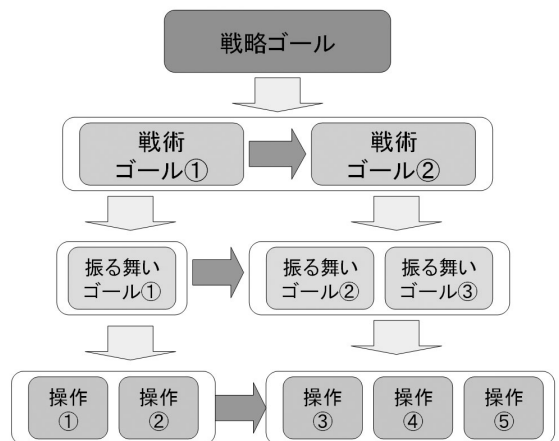 戦略ゴール
戦術
ゴール①
戦術
ゴール②
振る舞い
ゴール①
振る舞い
ゴール②
振る舞い
ゴール③
操作
①
操作
②
操作
③
操作
④
操作
⑤